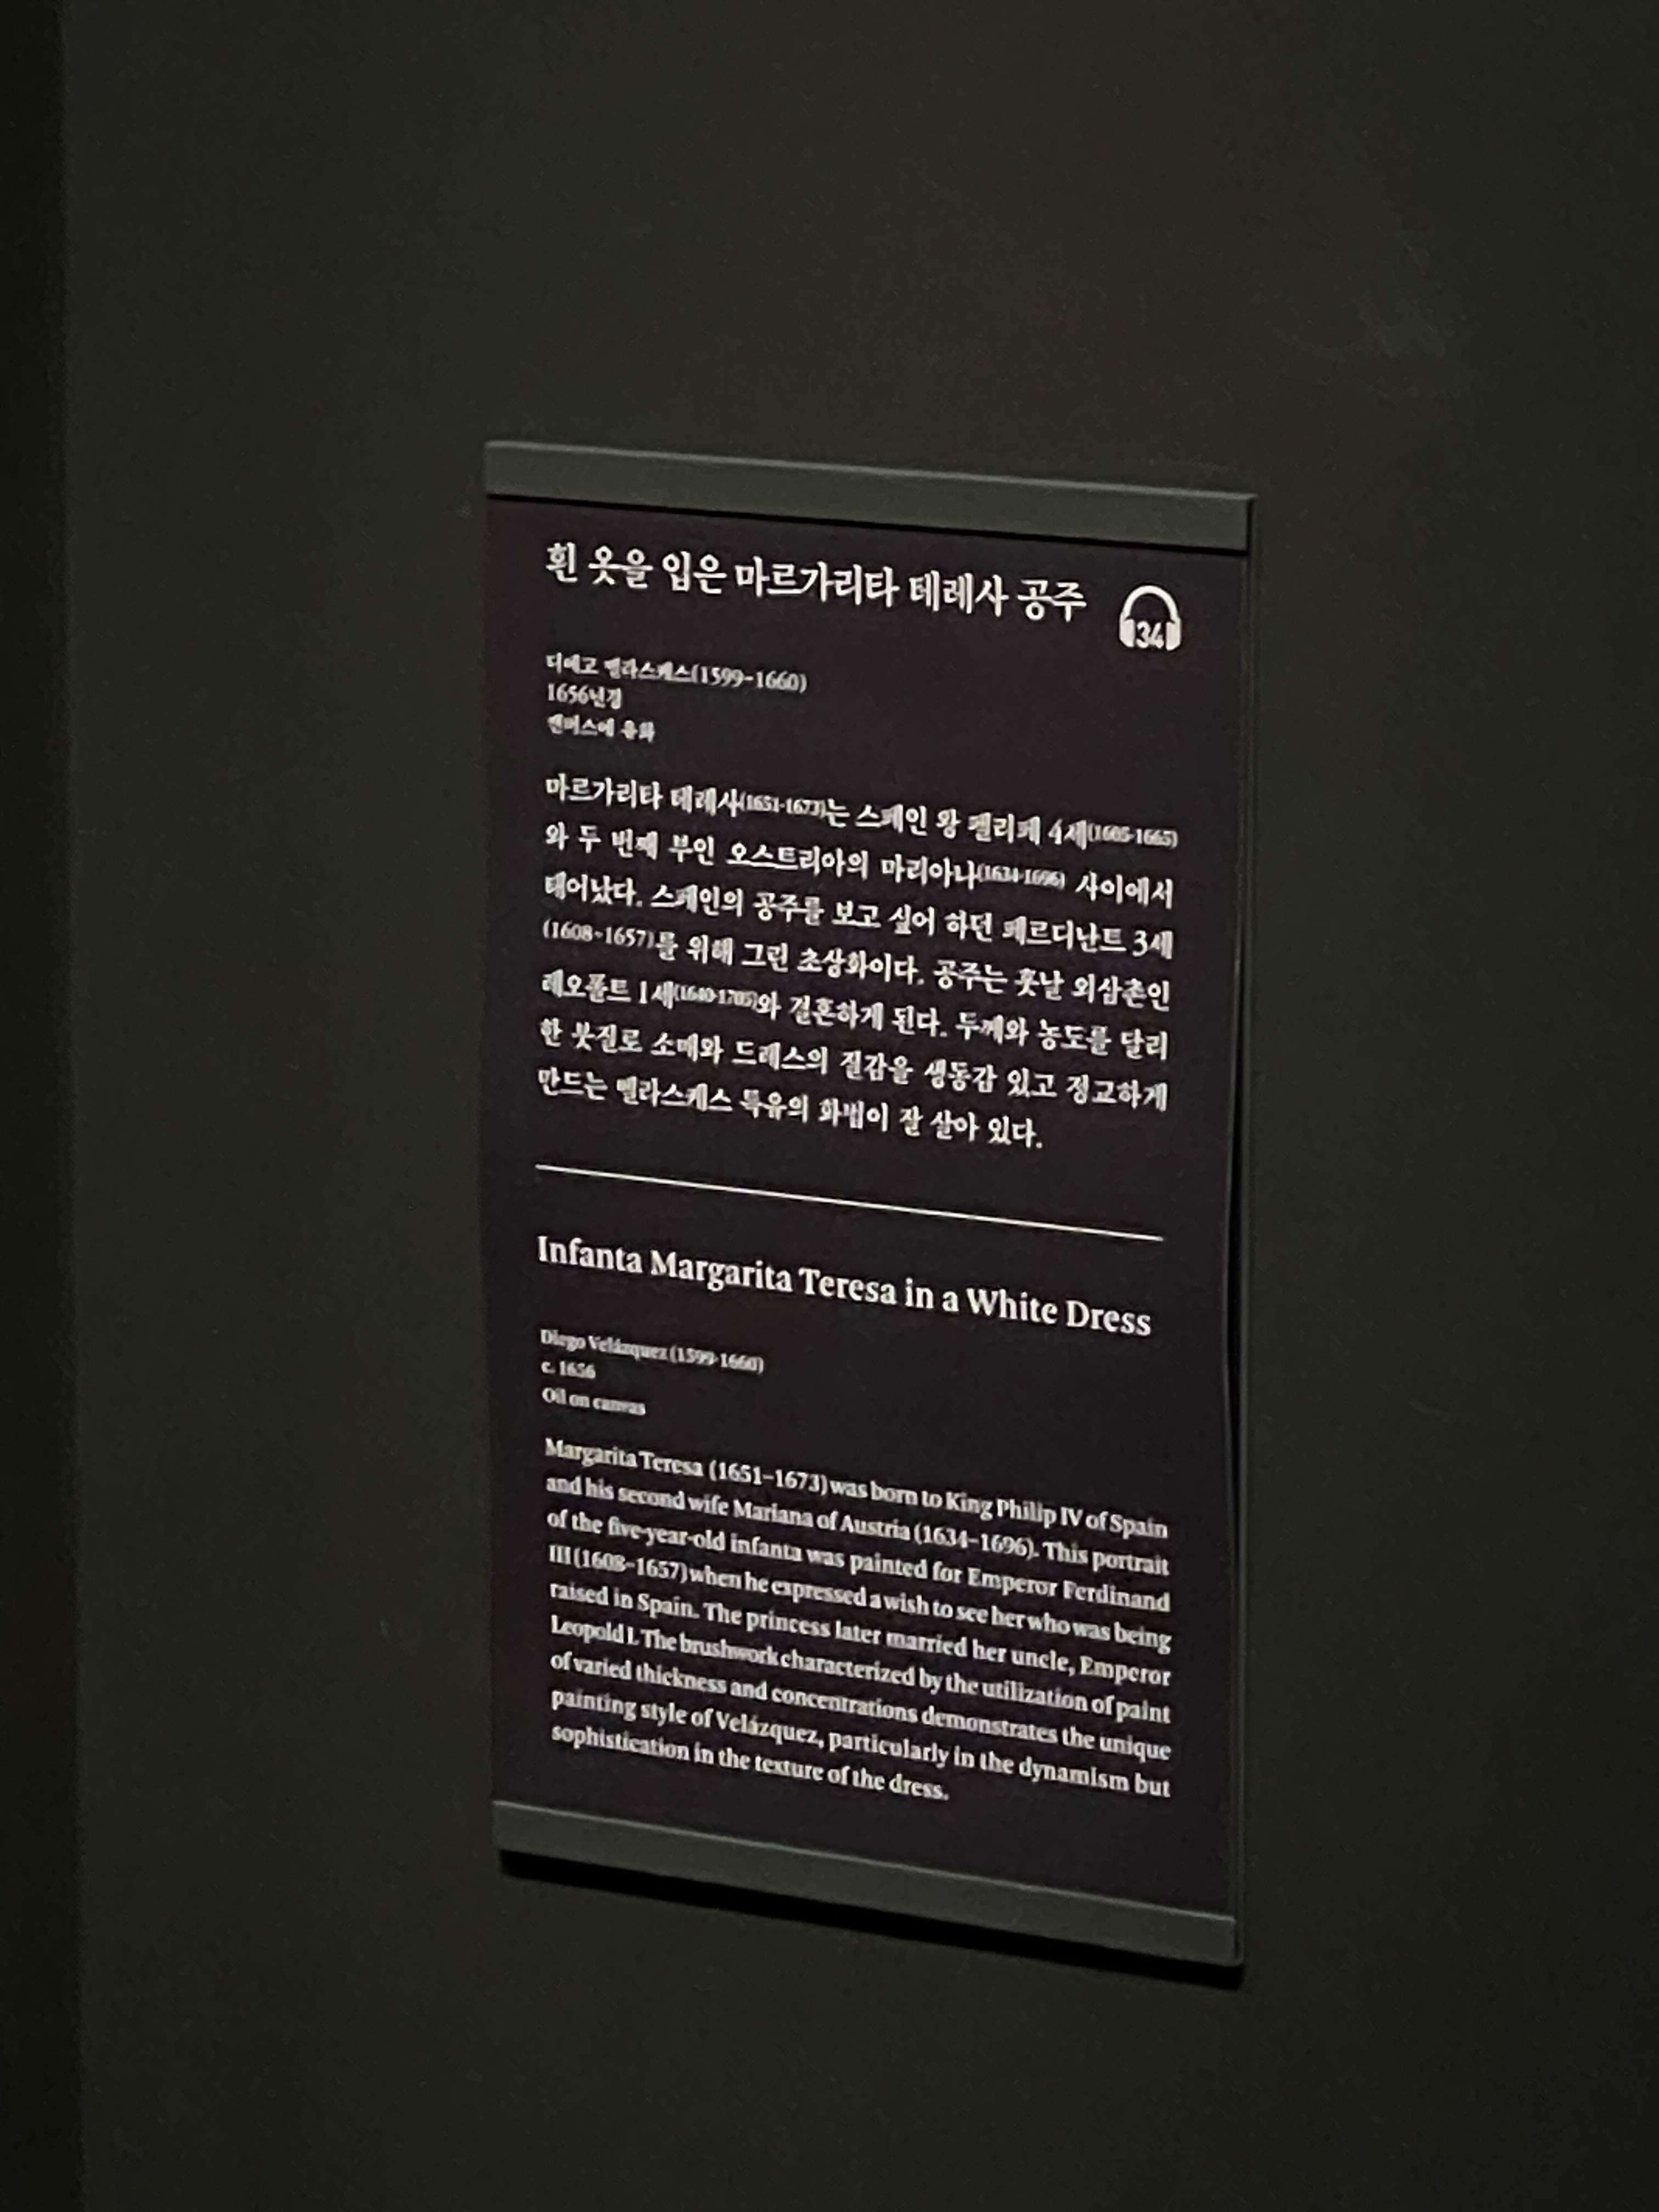 흰 옷을 입은 마르가리타 테레사 공주
34
디에고 벨라스케스(1599-1660)
1656년경
캔버스에 유화
마르가리타 테레사(1651-1673)는 스페인 왕 펠리페 4세(1605-1665)
와 두 번째 부인 오스트리아의 마리아나(1634-1696) 사이에서
태어났다. 스페인의 공주를 보고 싶어 하던 페르디난트 3세
(1608-1657)를 위해 그린 초상화이다. 공주는 훗날 외삼촌인
레오폴트 1세(1640-1705)와 결혼하게 된다. 두께와 농도를 달리
한 붓질로 소매와 드레스의 질감을 생동감 있고 정교하게
만드는 벨라스케스 특유의 화법이 잘 살아 있다.
Infanta Margarita Teresa in a White Dress
Diego Velázquez (1599-1660)
c. 1656
Oil on canvas
Margarita Teresa (1651–1673) was born to King Philip IV of Spain
and his second wife Mariana of Austria (1634–1696). This portrait
of the five-year-old infanta was painted for Emperor Ferdinand
III (1608–1657) when he expressed a wish to see her who was being
raised in Spain. The princess later married her uncle, Emperor
Leopold I. The brushwork characterized by the utilization of paint
of varied thickness and concentrations demonstrates the unique
painting style of Velázquez, particularly in the dynamism but
sophistication in the texture of the dress.